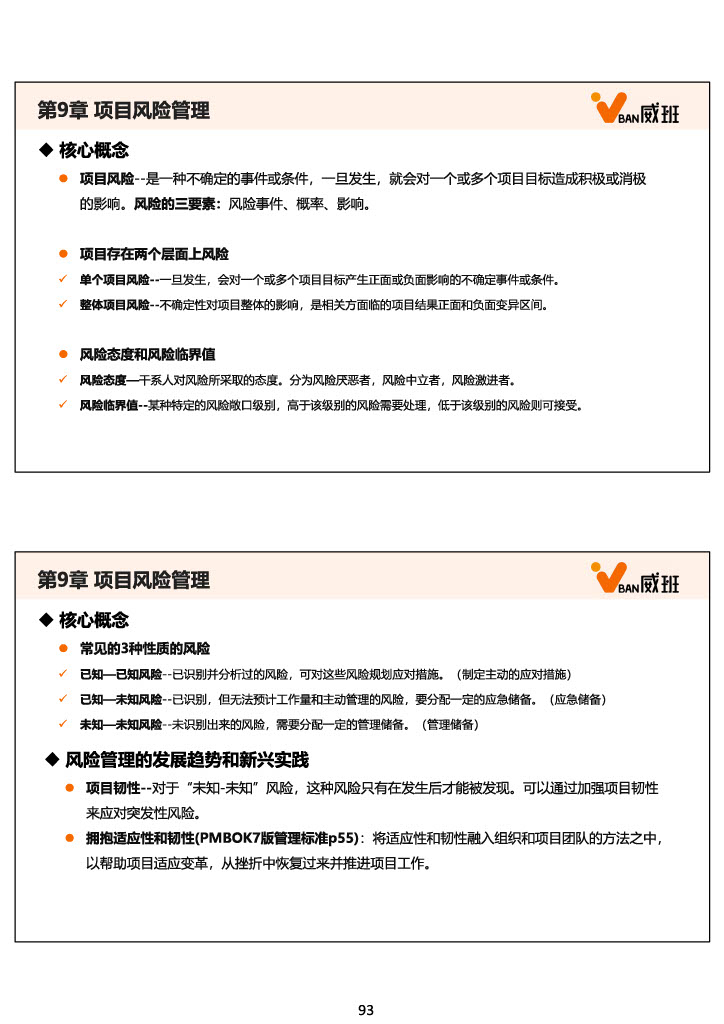 第9章 项目风险管理
VBAN威班
◆ 核心概念
● 项目风险--是一种不确定的事件或条件，一旦发生，就会对一个或多个项目目标造成积极或消极
的影响。风险的三要素：风险事件、概率、影响。
● 项目存在两个层面上风险
✓ 单个项目风险--一旦发生，会对一个或多个项目目标产生正面或负面影响的不确定事件或条件。
✓ 整体项目风险--不确定性对项目整体的影响，是相关方面临的项目结果正面和负面变异区间。
● 风险态度和风险临界值
✓ 风险态度—干系人对风险所采取的态度。分为风险厌恶者，风险中立者，风险激进者。
✓ 风险临界值--某种特定的风险敞口级别，高于该级别的风险需要处理，低于该级别的风险则可接受。
第9章 项目风险管理
VBAN威班
◆ 核心概念
● 常见的3种性质的风险
✓ 已知—已知风险--已识别并分析过的风险，可对这些风险规划应对措施。（制定主动的应对措施）
✓ 已知—未知风险--已识别，但无法预计工作量和主动管理的风险，要分配一定的应急储备。（应急储备）
✓ 未知—未知风险--未识别出来的风险，需要分配一定的管理储备。（管理储备）
◆ 风险管理的发展趋势和新兴实践
● 项目韧性--对于“未知-未知”风险，这种风险只有在发生后才能被发现。可以通过加强项目韧性
来应对突发性风险。
● 拥抱适应性和韧性(PMBOK7版管理标准p55)：将适应性和韧性融入组织和项目团队的方法之中，
以帮助项目适应变革，从挫折中恢复过来并推进项目工作。
93